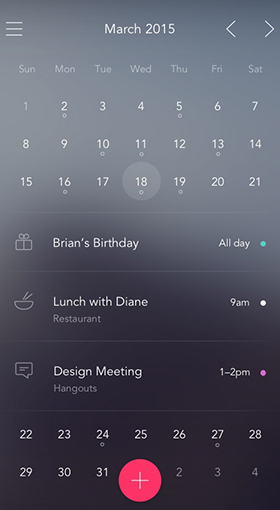 March 2015
Sun Mon Tue Wed Thu Fri Sat
1 2 3 4 5 6 7
8 9 10 11 12 13 14
15 16 17 18 19 20 21
Brian's Birthday All day
Lunch with Diane 9am
Restaurant
Design Meeting 1–2pm
Hangouts
22 23 24 25 26 27 28
29 30 31 2 3 4